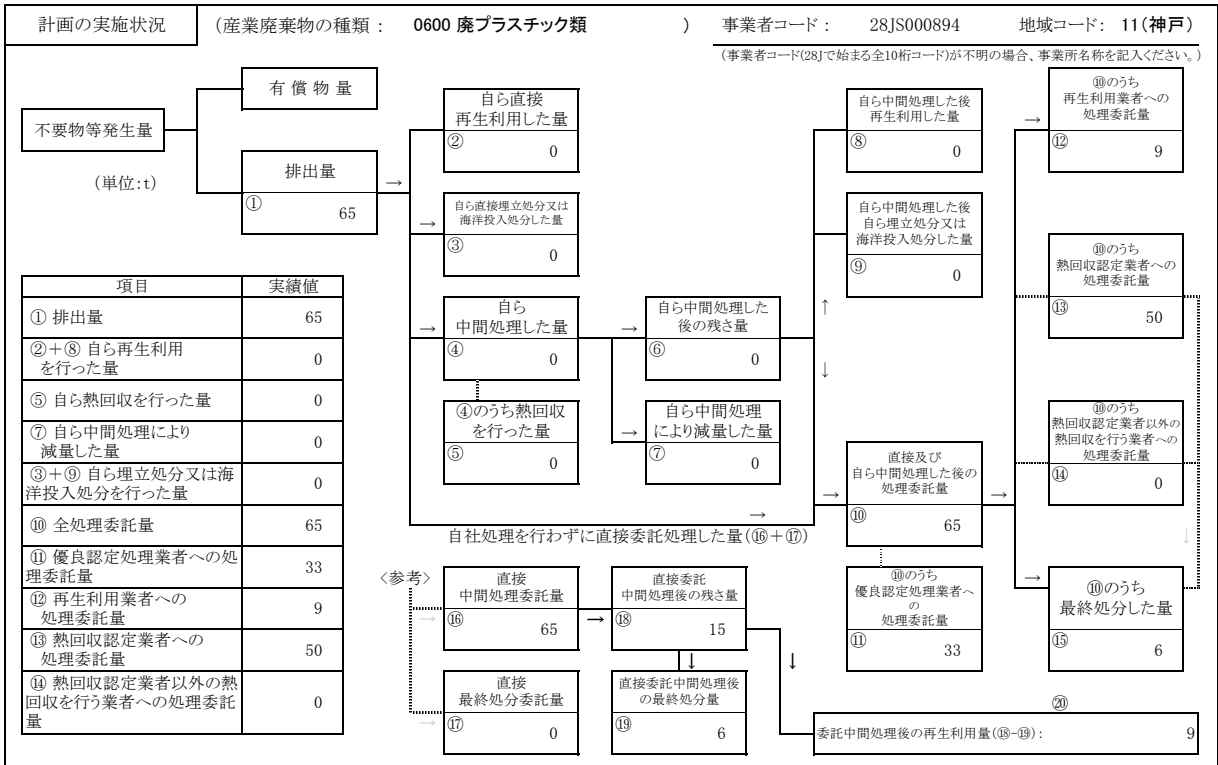 計画の実施状況
(産業廃棄物の種類： 0600 廃プラスチック類 )
事業者コード： 28JS000894
地域コード： 11(神戸)
(事業者コード(28Jで始まる全10桁コード)が不明の場合、事業所名称を記入ください。)
不要物等発生量
(単位:t)
有償物量
排出量
→
① 65
自ら直接
再生利用した量
② 0
→
自ら直接埋立処分又は
海洋投入処分した量
③ 0
→
自ら
中間処理した量
④ 0
④のうち熱回収
を行った量
⑤ 0
→
自ら中間処理した
後の残さ量
⑥ 0
→
自ら中間処理
により減量した量
⑦ 0
自ら中間処理した後
再生利用した量
⑧ 0
自ら中間処理した後
自ら埋立処分又は
海洋投入処分した量
⑨ 0
↑
↓
→
直接及び
自ら中間処理した後の
処理委託量
⑩ 65
→
⑩のうち
優良認定処理業者へ
の
処理委託量
⑪ 33
→
⑩のうち
再生利用業者への
処理委託量
⑫ 9
⑩のうち
熱回収認定業者への
処理委託量
⑬ 50
⑩のうち
熱回収認定業者以外の
熱回収を行う業者への
処理委託量
⑭ 0
↓
→
⑩のうち
最終処分した量
⑮ 6
→
自社処理を行わずに直接委託処理した量(⑯＋⑰)
〈参考〉
→
直接
中間処理委託量
⑯ 65
→
直接委託
中間処理後の残さ量
⑱ 15
↓
↓
→
直接
最終処分委託量
⑰ 0
直接委託中間処理後
の最終処分量
⑲ 6
⑳
委託中間処理後の再生利用量(⑱-⑲)： 9
項目 実績値
① 排出量 65
②＋⑧ 自ら再生利用
を行った量 0
⑤ 自ら熱回収を行った量 0
⑦ 自ら中間処理により
減量した量 0
③＋⑨ 自ら埋立処分又は海
洋投入処分を行った量 0
⑩ 全処理委託量 65
⑪ 優良認定処理業者への処
理委託量 33
⑫ 再生利用業者への
処理委託量 9
⑬ 熱回収認定業者への
処理委託量 50
⑭ 熱回収認定業者以外の熱
回収を行う業者への処理委託
量 0